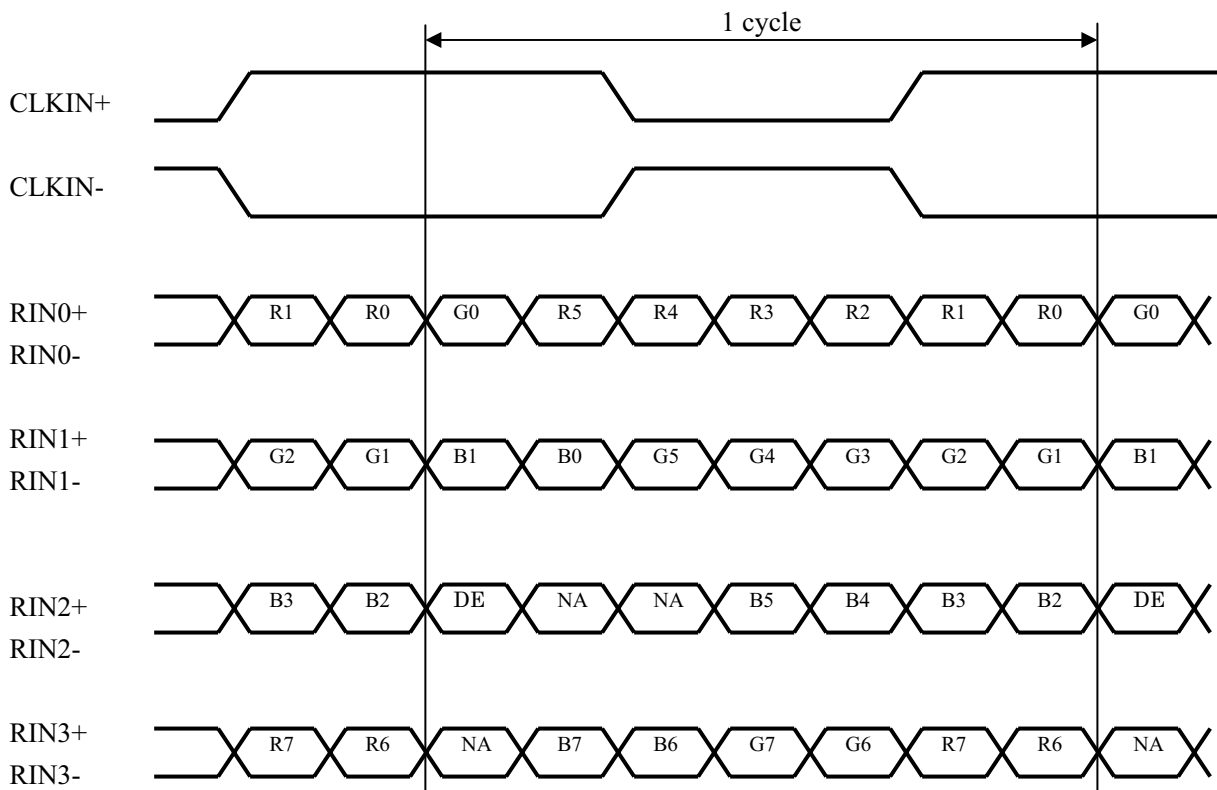 1 cycle
CLKIN+
CLKIN-
RIN0+ R1 R0 G0 R5 R4 R3 R2 R1 R0 G0
RIN0-
RIN1+ G2 G1 B1 B0 G5 G4 G3 G2 G1 B1
RIN1-
RIN2+ B3 B2 DE NA NA B5 B4 B3 B2 DE
RIN2-
RIN3+ R7 R6 NA B7 B6 G7 G6 R7 R6 NA
RIN3-